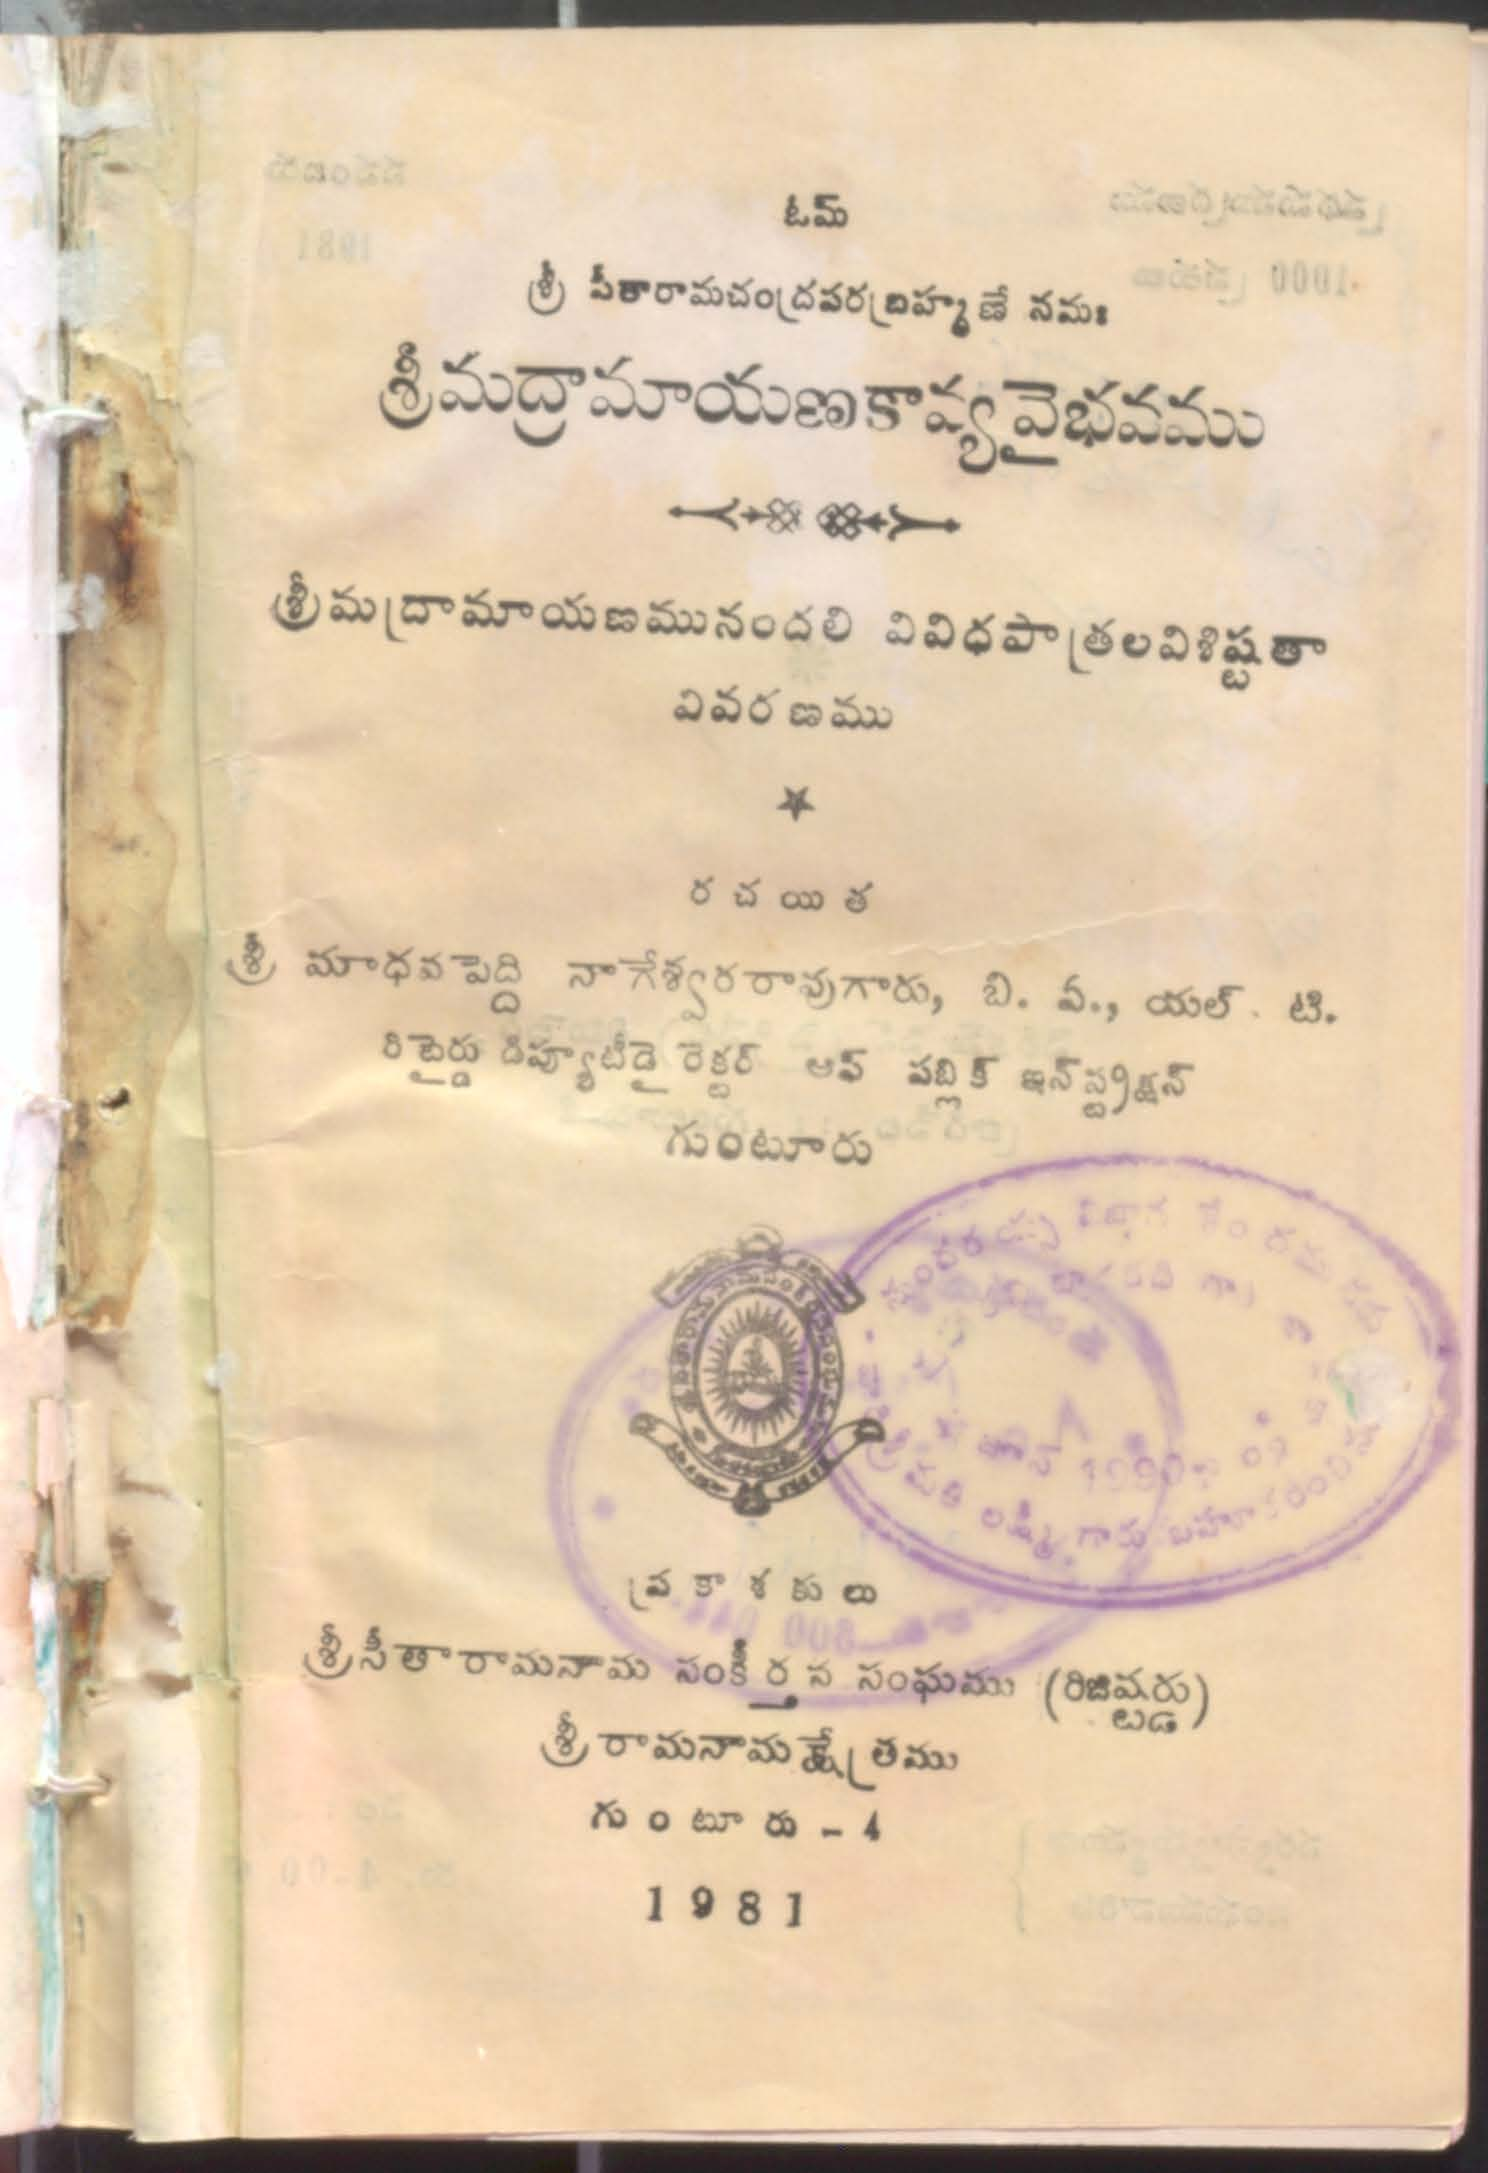 ఓమ్
శ్రీ సీతారామచంద్రపరబ్రహ్మణే నమః
శ్రీమద్రామాయణకావ్యవైభవము
శ్రీమద్రామాయణమునందలి వివిధపాత్రలవిశిష్టతా
వివరణము
రచయిత
శ్రీ మాధవపెద్ది నాగేశ్వరరావుగారు, బి. ఏ., యల్. టి.
రిటైర్డు డిప్యూటీడైరెక్టర్ ఆఫ్ పబ్లిక్ ఇన్‌స్ట్రక్షన్
గుంటూరు
ప్రకాశకులు
శ్రీసీతారామనామ సంకీర్తన సంఘము (రిజిష్టర్డు)
శ్రీరామనామక్షేత్రము
గుంటూరు - 4
1981